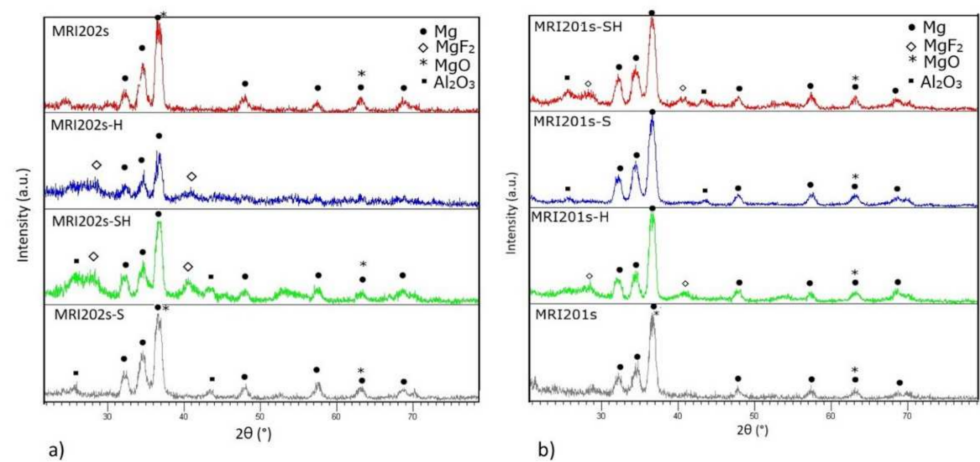 MRI202s
● Mg
◇ MgF₂
* MgO
▪ Al₂O₃
MRI202s-H
MRI202s-SH
MRI202s-S
Intensity (a.u.)
30 40 50 60 70
2θ (°)
a)
MRI201s-SH
● Mg
◇ MgF₂
* MgO
▪ Al₂O₃
MRI201s-S
MRI201s-H
MRI201s
Intensity (a.u.)
30 40 50 60 70
2θ (°)
b)